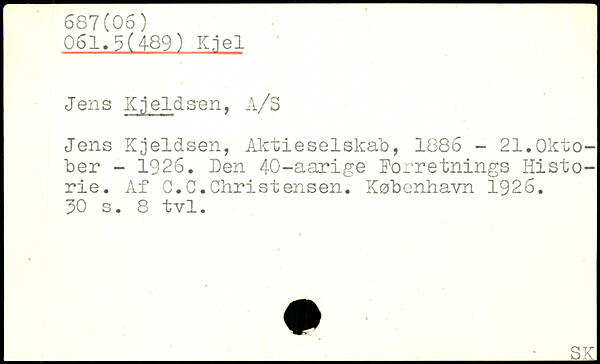 687(06)
061.5(489) Kjel
Jens Kjeldsen, A/S
Jens Kjeldsen, Aktieselskab, 1886 - 21.Okto-
ber - 1926. Den 40-aarige Forretnings Histo-
rie. Af C.C.Christensen. København 1926.
30 s. 8 tvl.
SK